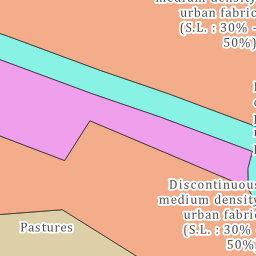 medium density
urban fabric
(S.L. : 30% -
50%)
Discontinuous
medium density
urban fabric
(S.L. : 30% -
50%)
Pastures